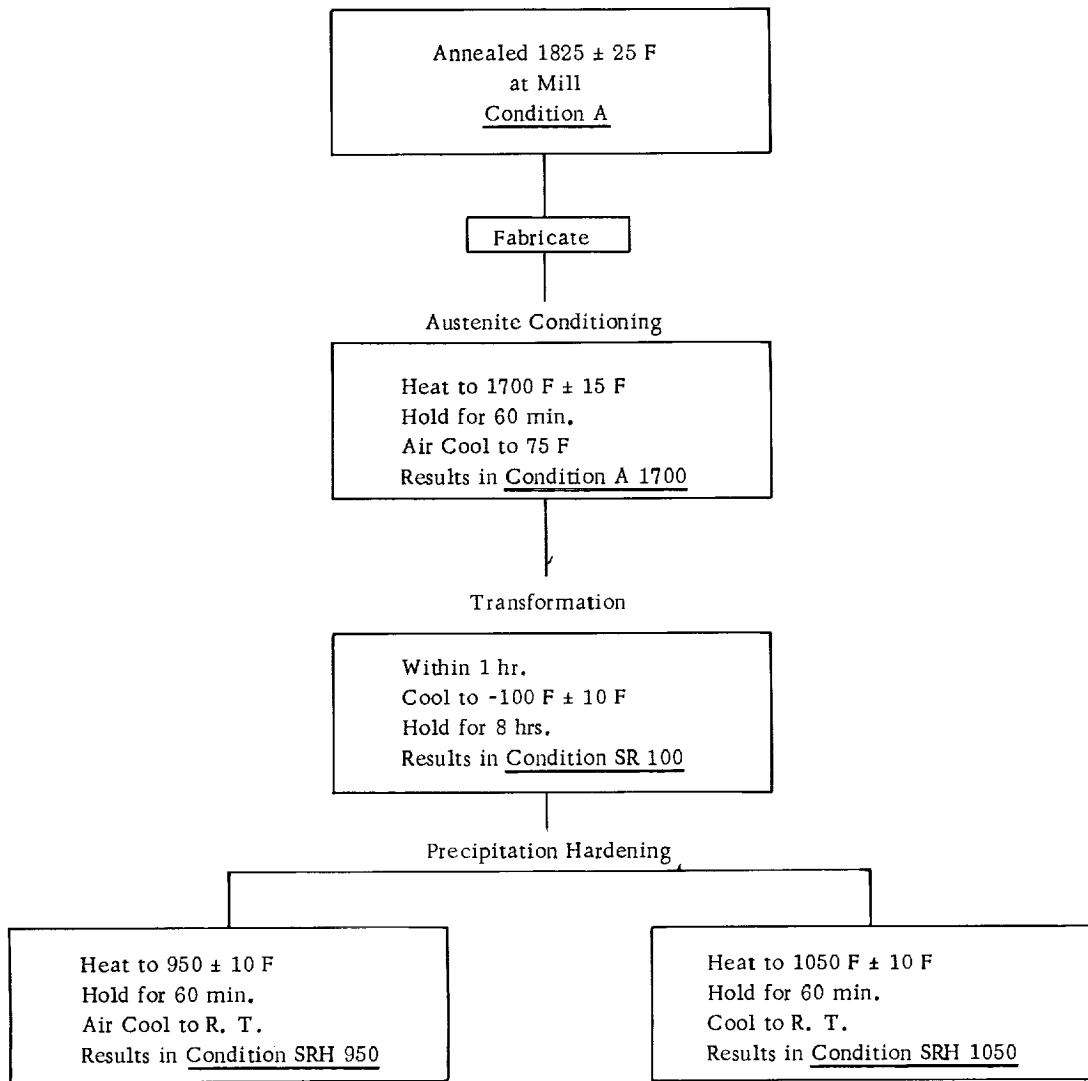 Annealed 1825 ± 25 F
at Mill
Condition A
Fabricate
Austenite Conditioning
Heat to 1700 F ± 15 F
Hold for 60 min.
Air Cool to 75 F
Results in Condition A 1700
Transformation
Within 1 hr.
Cool to -100 F ± 10 F
Hold for 8 hrs.
Results in Condition SR 100
Precipitation Hardening
Heat to 950 ± 10 F
Hold for 60 min.
Air Cool to R. T.
Results in Condition SRH 950
Heat to 1050 F ± 10 F
Hold for 60 min.
Cool to R. T.
Results in Condition SRH 1050